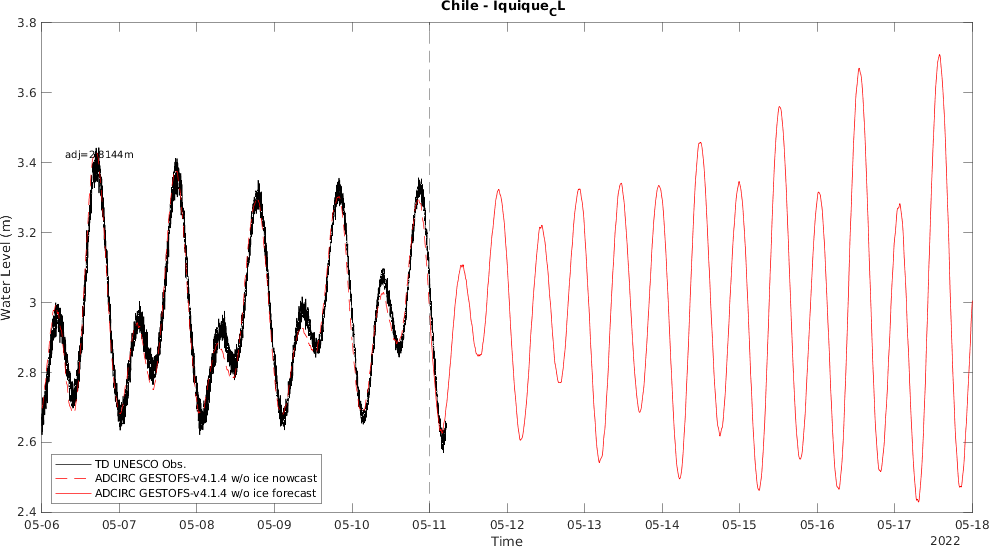 Chile - Iquique_CL
3.8
3.6
3.4
3.2
3
2.8
2.6
2.4
Water Level (m)
adj=2.8144m
TD UNESCO Obs.
ADCIRC GESTOFS-v4.1.4 w/o ice nowcast
ADCIRC GESTOFS-v4.1.4 w/o ice forecast
05-06 05-07 05-08 05-09 05-10 05-11 05-12 05-13 05-14 05-15 05-16 05-17 05-18
Time
2022